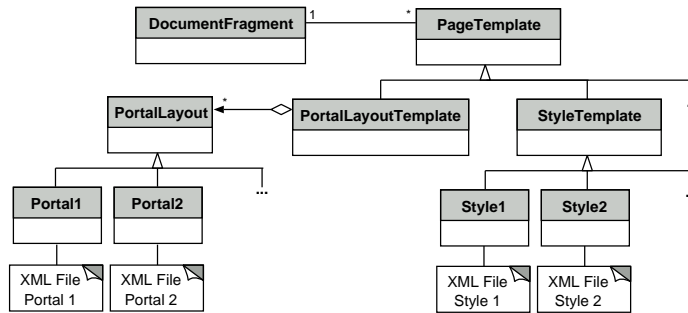 DocumentFragment 1 * PageTemplate
PortalLayout * PortalLayoutTemplate StyleTemplate
Portal1 Portal2 ... Style1 Style2 ...
XML File
Portal 1
XML File
Portal 2
XML File
Style 1
XML File
Style 2